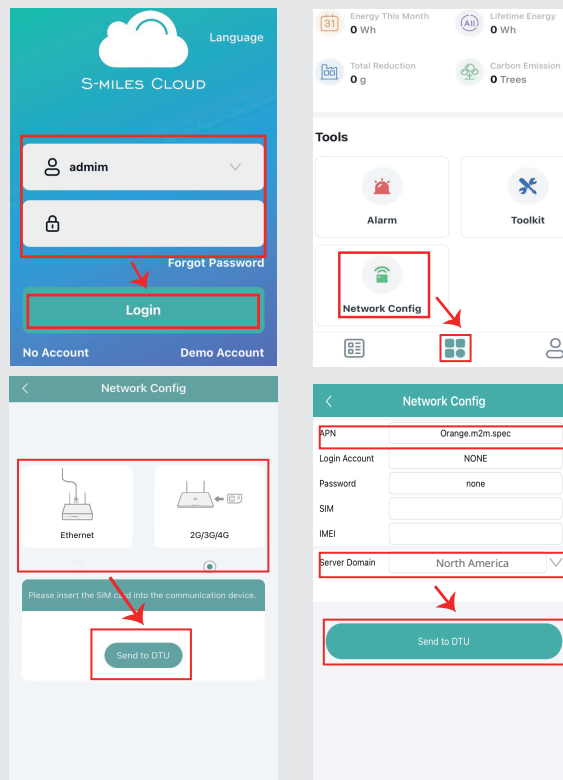 Language
S-MILES CLOUD
admim
Forgot Password
Login
No Account Demo Account
31 Energy This Month
0 Wh
All Lifetime Energy
0 Wh
Total Reduction
0 g
Carbon Emission
0 Trees
Tools
Alarm
Toolkit
Network Config
Network Config
Ethernet
2G/3G/4G
Please insert the SIM card into the communication device.
Send to DTU
Network Config
APN Orange.m2m.spec
Login Account NONE
Password none
SIM
IMEI
Server Domain North America
Send to DTU